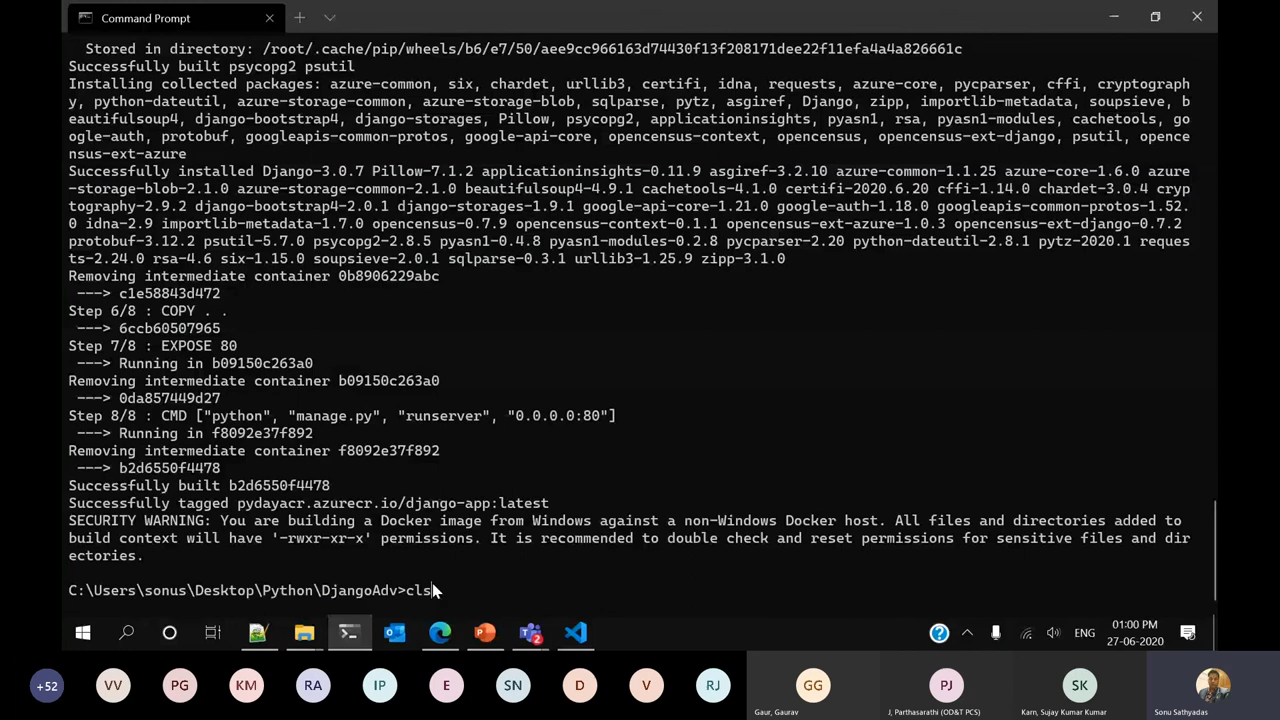 Command Prompt
Stored in directory: /root/.cache/pip/wheels/b6/e7/50/aee9cc966163d74430f13f208171dee22f11efa4a4a826661c
Successfully built psycopg2 psutil
Installing collected packages: azure-common, six, chardet, urllib3, certifi, idna, requests, azure-core, pycparser, cffi, cryptograph
y, python-dateutil, azure-storage-common, azure-storage-blob, sqlparse, pytz, asgiref, Django, zipp, importlib-metadata, soupsieve, b
eautifulsoup4, django-bootstrap4, django-storages, Pillow, psycopg2, applicationinsights, pyasn1, rsa, pyasn1-modules, cachetools, go
ogle-auth, protobuf, googleapis-common-protos, google-api-core, opencensus-context, opencensus, opencensus-ext-django, psutil, opence
nsus-ext-azure
Successfully installed Django-3.0.7 Pillow-7.1.2 applicationinsights-0.11.9 asgiref-3.2.10 azure-common-1.1.25 azure-core-1.6.0 azure
-storage-blob-2.1.0 azure-storage-common-2.1.0 beautifulsoup4-4.9.1 cachetools-4.1.0 certifi-2020.6.20 cffi-1.14.0 chardet-3.0.4 cryp
tography-2.9.2 django-bootstrap4-2.0.1 django-storages-1.9.1 google-api-core-1.21.0 google-auth-1.18.0 googleapis-common-protos-1.52.
0 idna-2.9 importlib-metadata-1.7.0 opencensus-0.7.9 opencensus-context-0.1.1 opencensus-ext-azure-1.0.3 opencensus-ext-django-0.7.2
protobuf-3.12.2 psutil-5.7.0 psycopg2-2.8.5 pyasn1-0.4.8 pyasn1-modules-0.2.8 pycparser-2.20 python-dateutil-2.8.1 pytz-2020.1 reques
ts-2.24.0 rsa-4.6 six-1.15.0 soupsieve-2.0.1 sqlparse-0.3.1 urllib3-1.25.9 zipp-3.1.0
Removing intermediate container 0b8906229abc
---> c1e58843d472
Step 6/8 : COPY . .
---> 6ccb60507965
Step 7/8 : EXPOSE 80
---> Running in b09150c263a0
Removing intermediate container b09150c263a0
---> 0da857449d27
Step 8/8 : CMD ["python", "manage.py", "runserver", "0.0.0.0:80"]
---> Running in f8092e37f892
Removing intermediate container f8092e37f892
---> b2d6550f4478
Successfully built b2d6550f4478
Successfully tagged pydayacr.azurecr.io/django-app:latest
SECURITY WARNING: You are building a Docker image from Windows against a non-Windows Docker host. All files and directories added to
build context will have '-rwxr-xr-x' permissions. It is recommended to double check and reset permissions for sensitive files and dir
ectories.
C:\Users\sonus\Desktop\Python\DjangoAdv>cls
2
ENG
01:00 PM
27-06-2020
+52
VV
PG
KM
RA
IP
E
SN
D
V
RJ
GG
Gaur, Gaurav
PJ
J, Parthasarathi (OD&T PCS)
SK
Karn, Sujay Kumar Kumar
Sonu Sathyadas